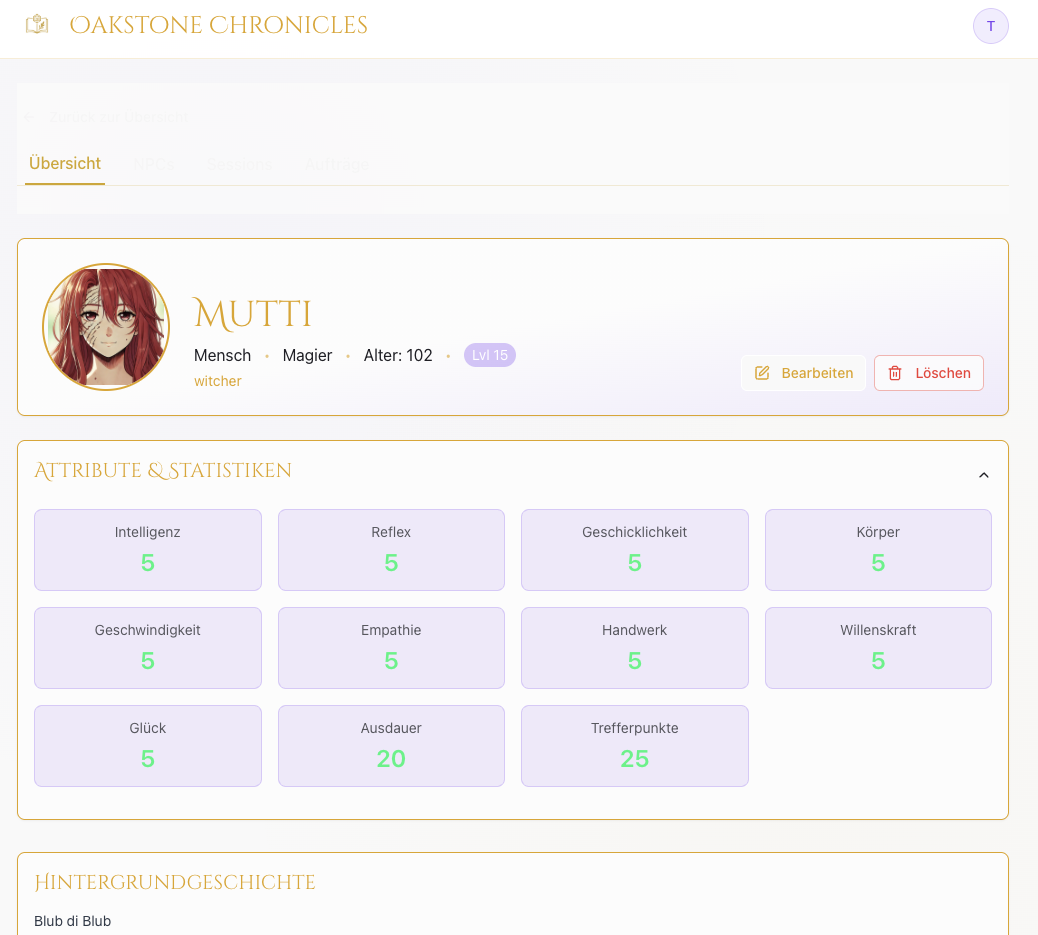 Oakstone Chronicles
T
Zurück zur Übersicht
Übersicht NPCs Sessions Aufträge
Mutti
Mensch • Magier • Alter: 102 • Lvl 15
witcher
Bearbeiten Löschen
Attribute & Statistiken
Intelligenz Reflex Geschicklichkeit Körper
5 5 5 5
Geschwindigkeit Empathie Handwerk Willenskraft
5 5 5 5
Glück Ausdauer Trefferpunkte
5 20 25
Hintergrundgeschichte
Blub di Blub